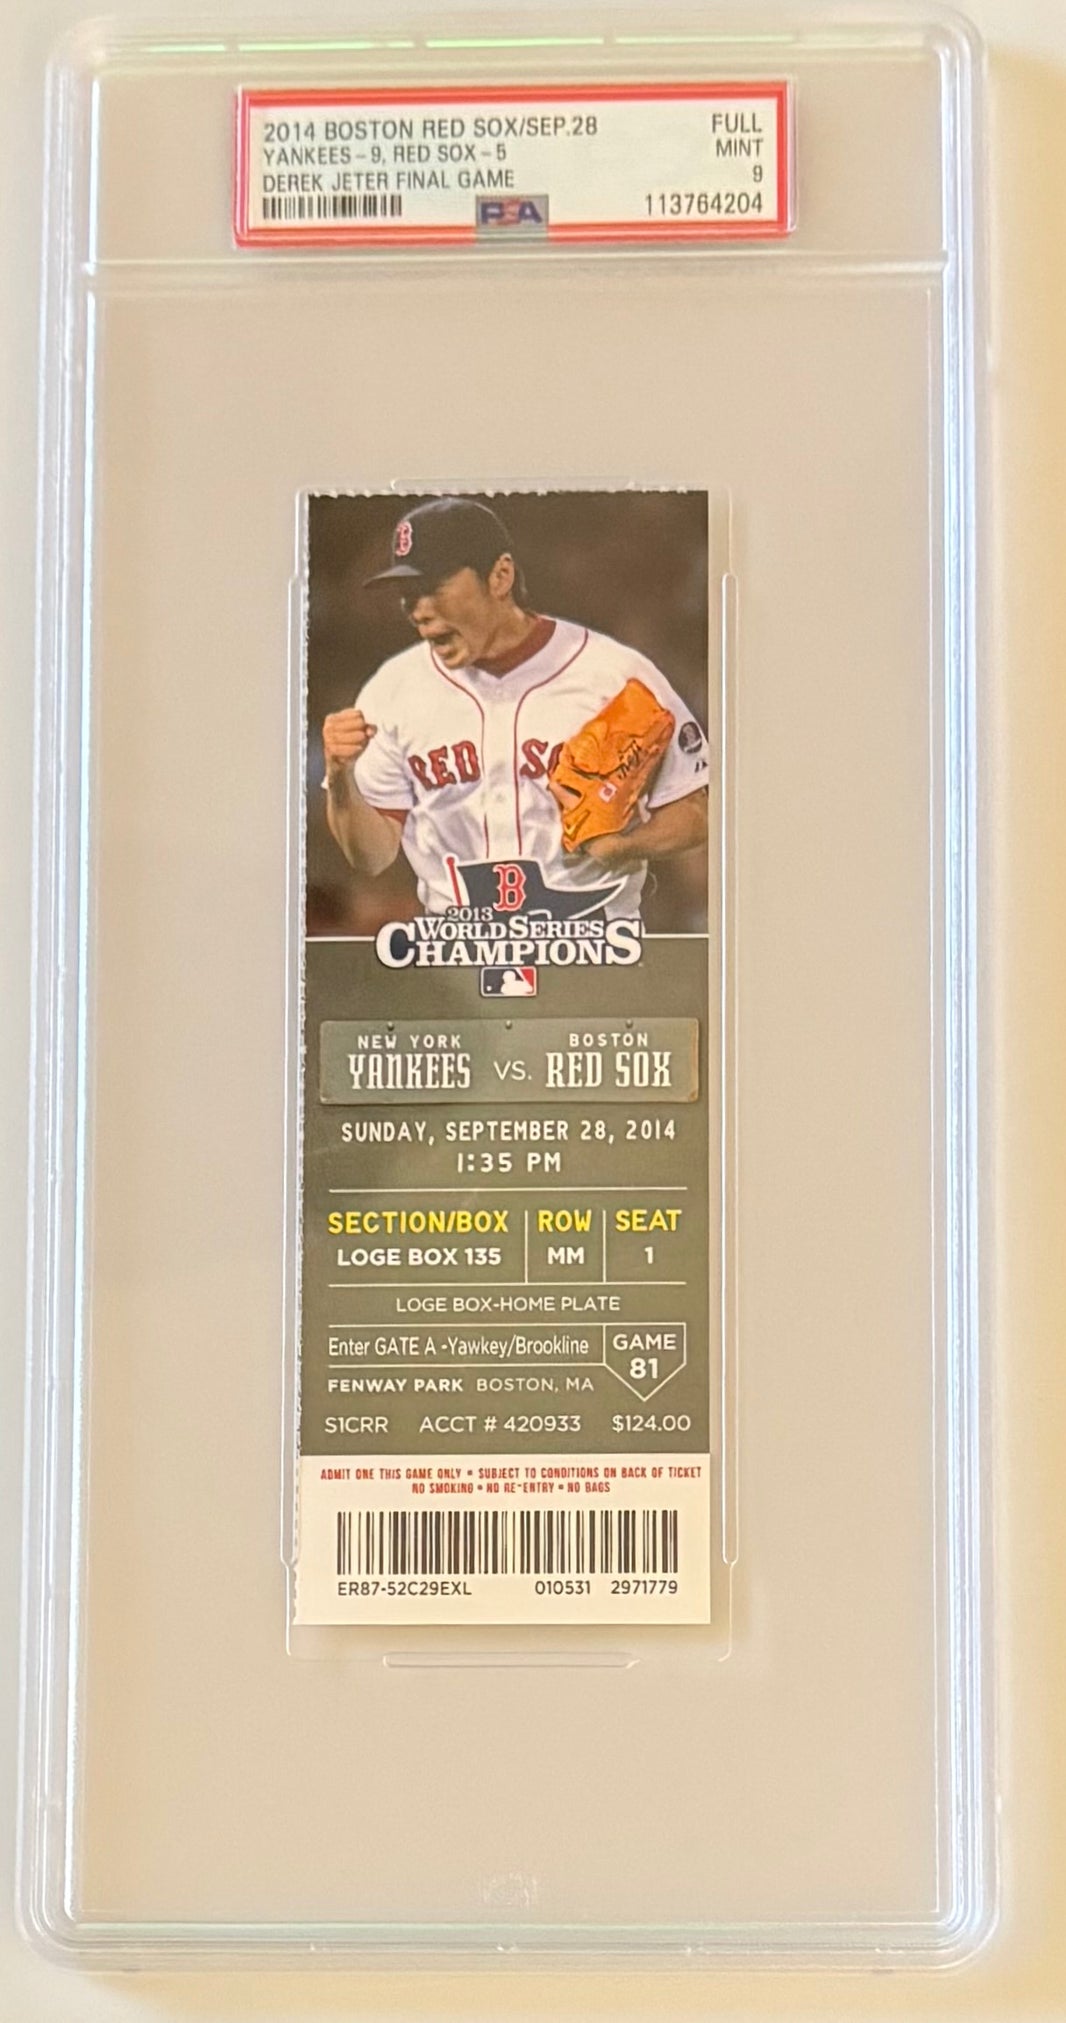 2014 BOSTON RED SOX/SEP.28 FULL
YANKEES-9, RED SOX-5 MINT
DEREK JETER FINAL GAME 9
PSA 113764204
B
RED SO
B
2013
WORLD SERIES
CHAMPIONS
NEW YORK BOSTON
YANKEES VS. RED SOX
SUNDAY, SEPTEMBER 28, 2014
1:35 PM
SECTION/BOX ROW SEAT
LOGE BOX 135 MM 1
LOGE BOX-HOME PLATE
Enter GATE A -Yawkey/Brookline GAME
81
FENWAY PARK BOSTON, MA
S1CRR ACCT # 420933 $124.00
ADMIT ONE THIS GAME ONLY • SUBJECT TO CONDITIONS ON BACK OF TICKET
NO SMOKING • NO RE-ENTRY • NO BAGS
ER87-52C29EXL 010531 2971779